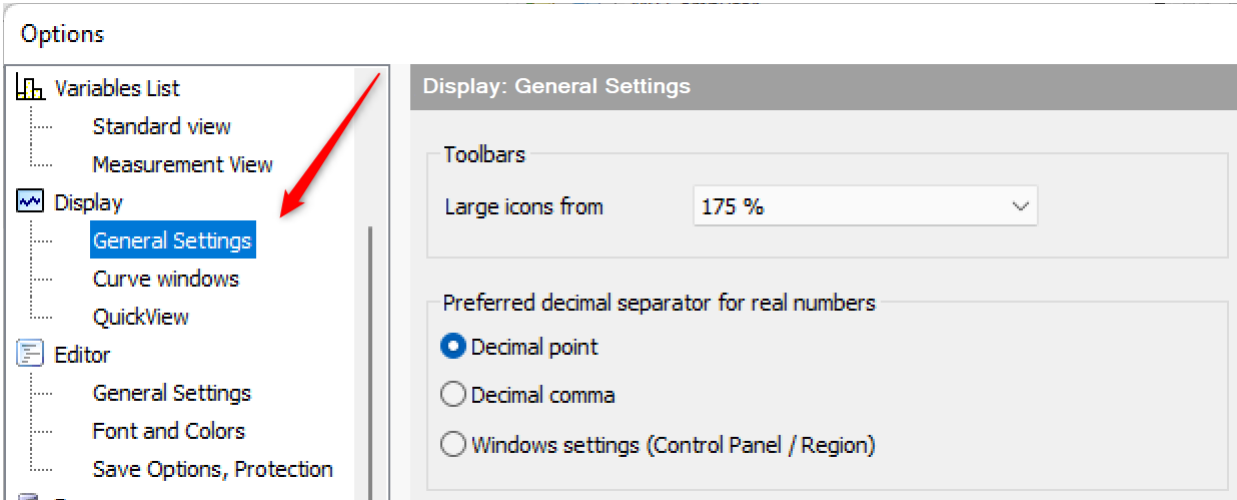 Options
Variables List
Standard view
Measurement View
Display
General Settings
Curve windows
QuickView
Editor
General Settings
Font and Colors
Save Options, Protection
Display: General Settings
Toolbars
Large icons from 175 %
Preferred decimal separator for real numbers
Decimal point
Decimal comma
Windows settings (Control Panel / Region)